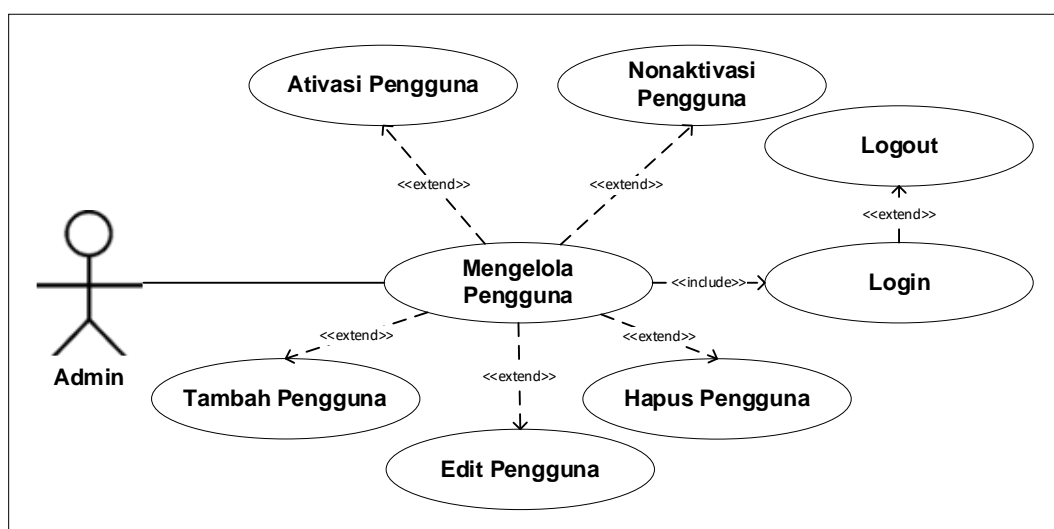 Ativasi Pengguna
Nonaktivasi
Pengguna
Logout
<<extend>>
<<extend>>
<<extend>>
Mengelola
Pengguna
<<include>>
Login
<<extend>>
<<extend>>
<<extend>>
Admin
Tambah Pengguna
Hapus Pengguna
Edit Pengguna